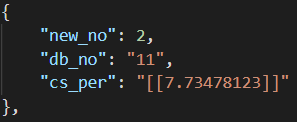 {
    "new_no": 2,
    "db_no": "11",
    "cs_per": "[[7.73478123]]"
},